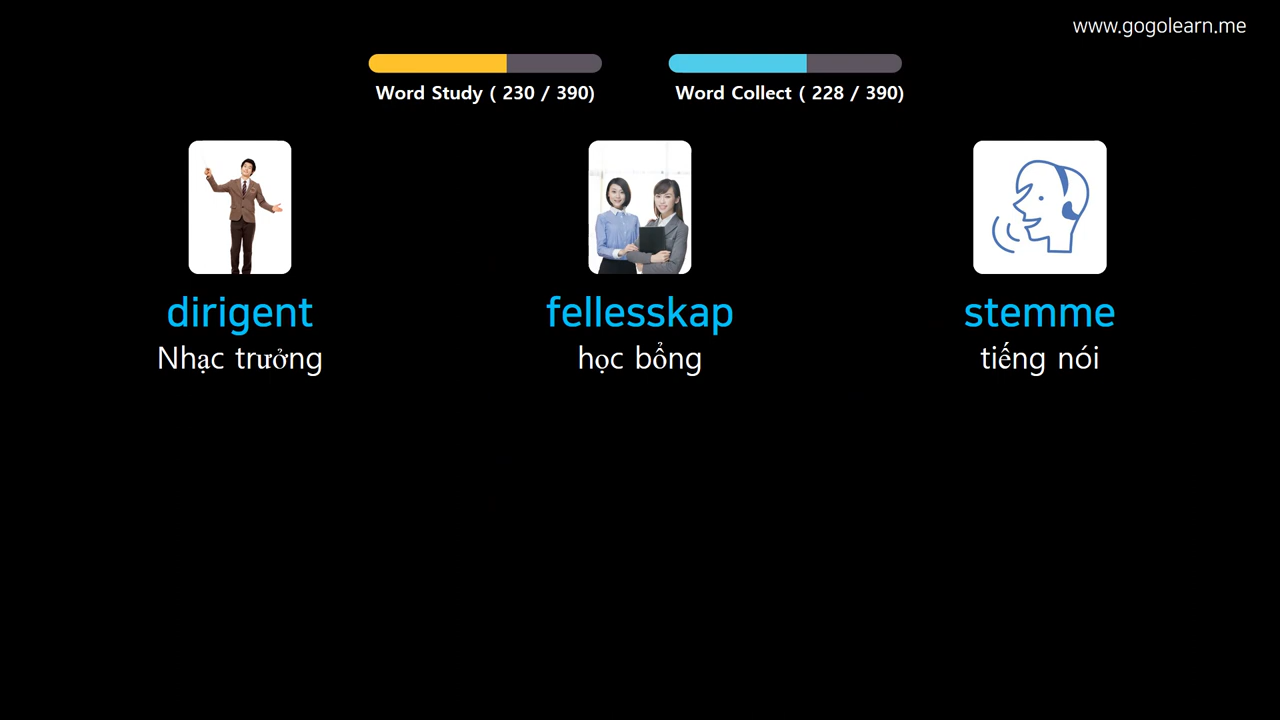 www.gogolearn.me
Word Study ( 230 / 390)
Word Collect ( 228 / 390)
dirigent
fellesskap
stemme
Nhạc trưởng
học bổng
tiếng nói